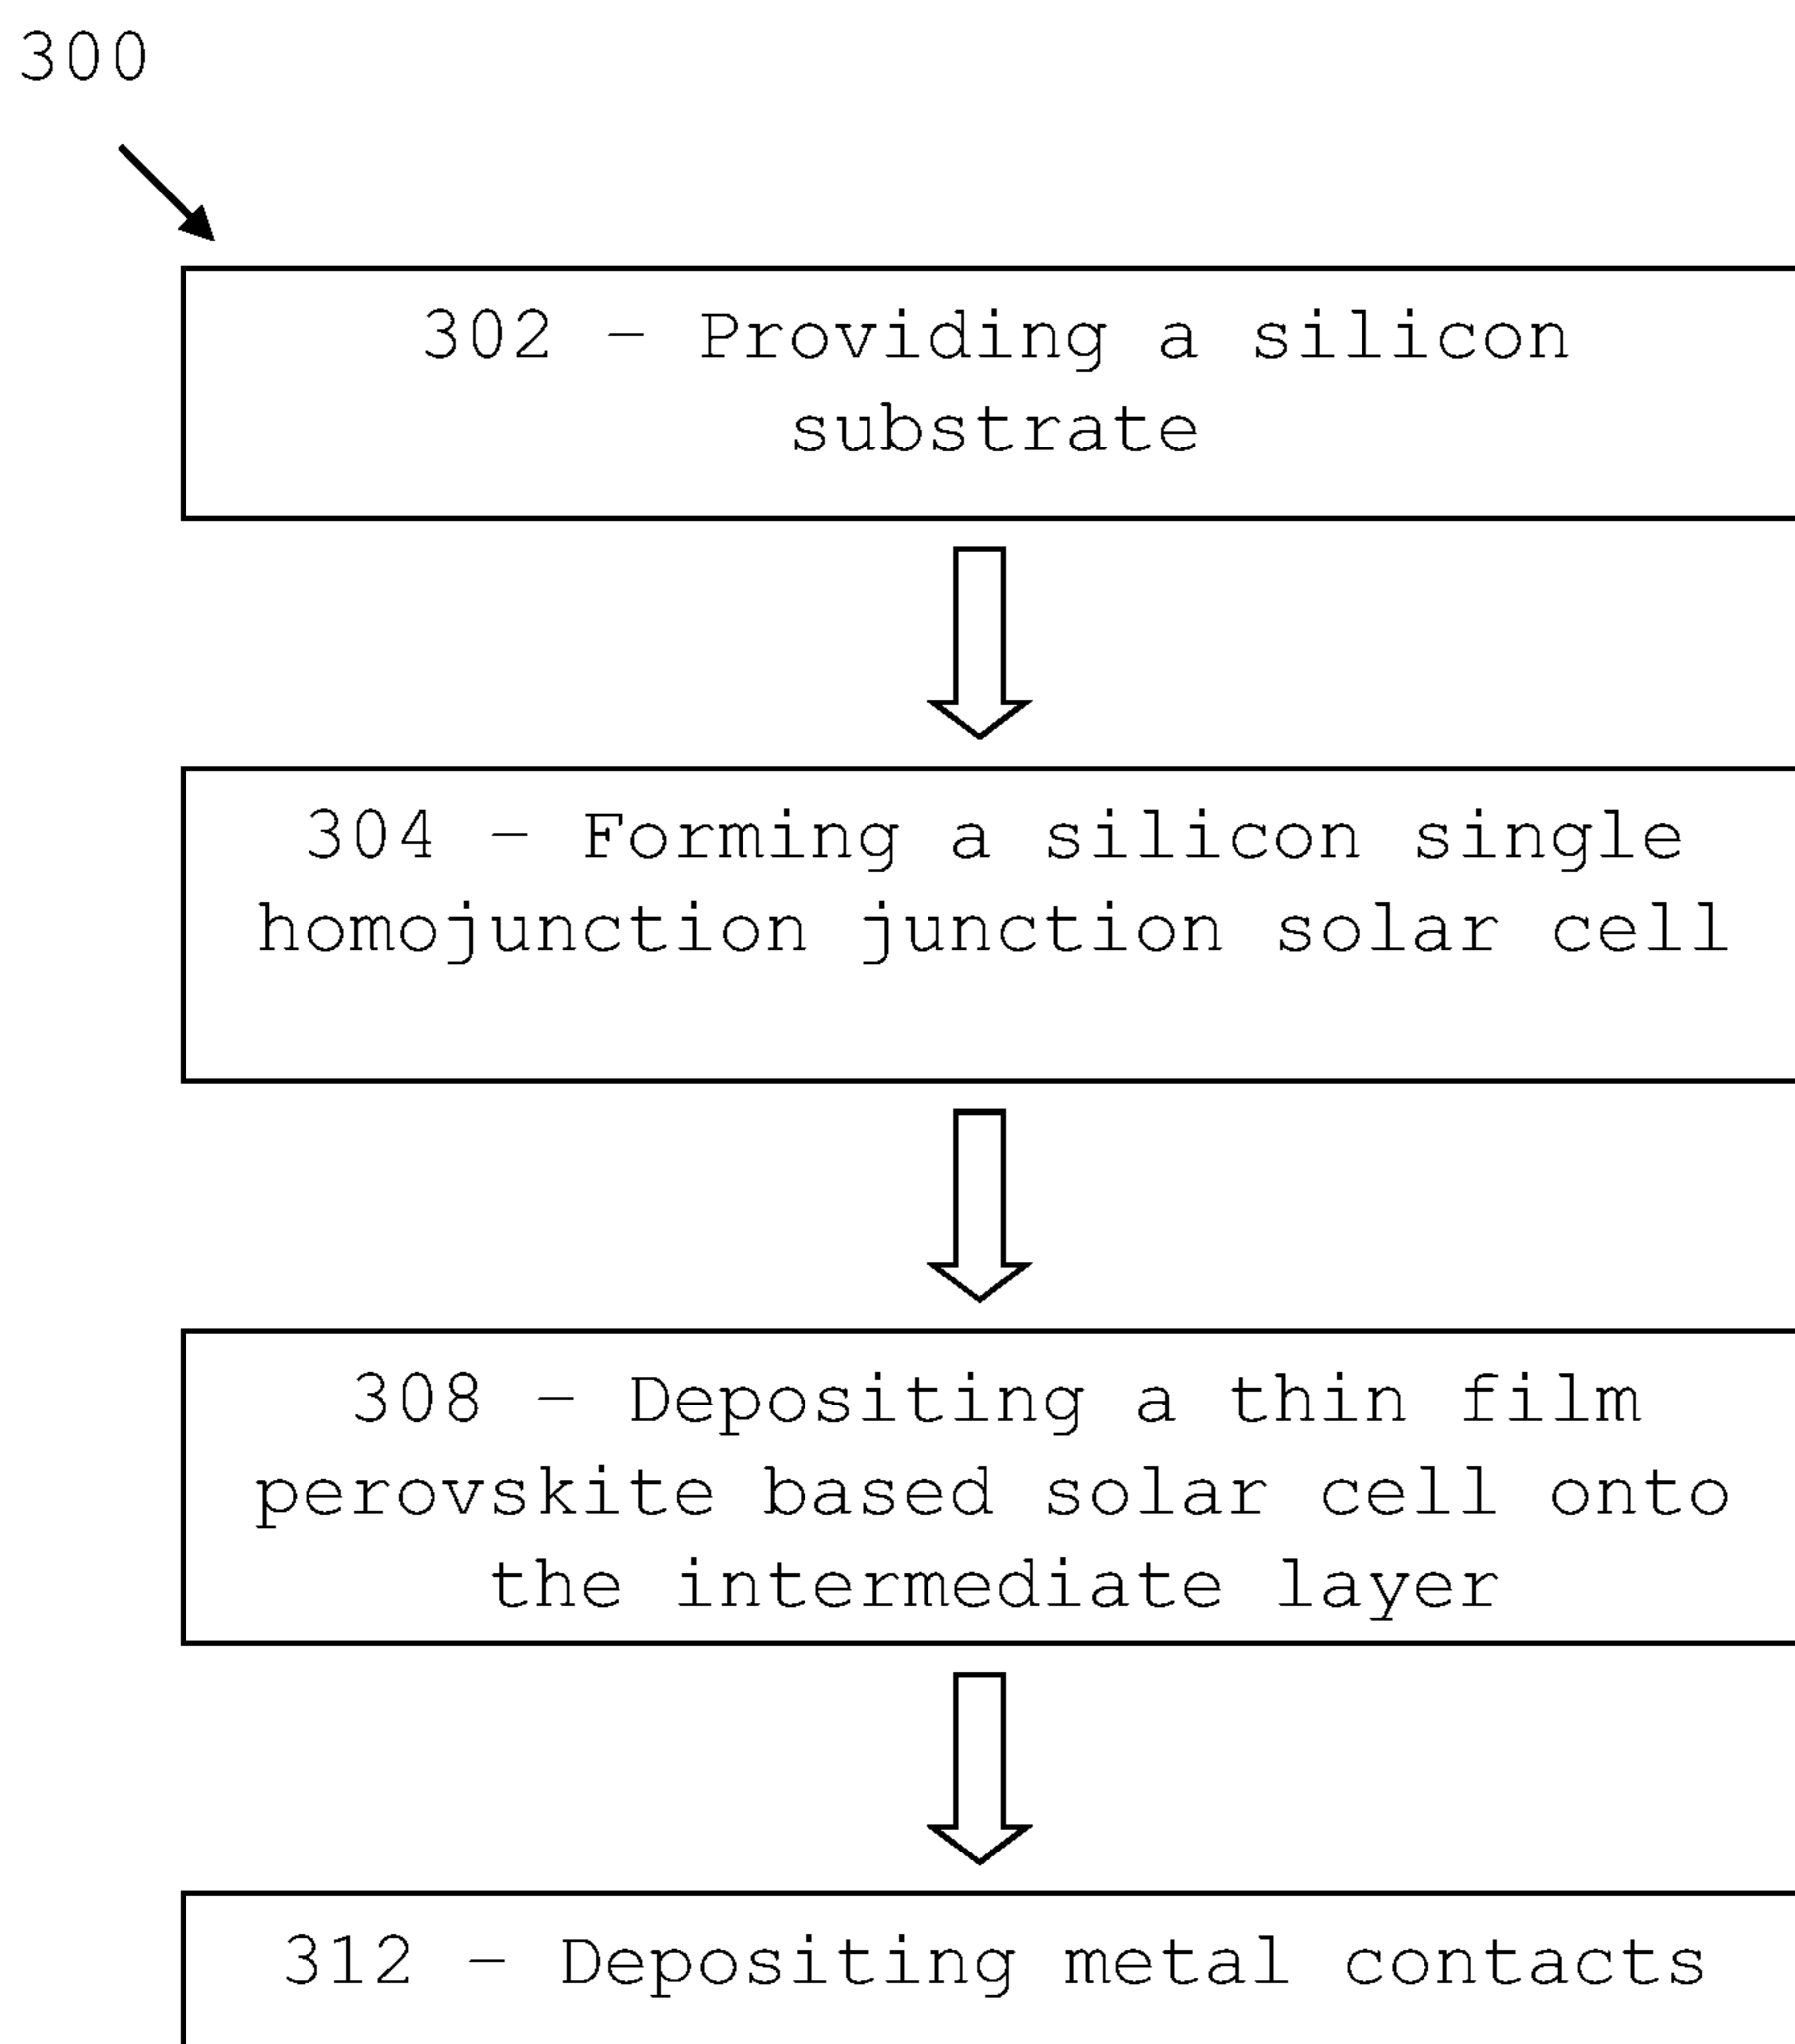 300
302 – Providing a silicon
substrate
304 – Forming a silicon single
homojunction junction solar cell
308 – Depositing a thin film
perovskite based solar cell onto
the intermediate layer
312 – Depositing metal contacts